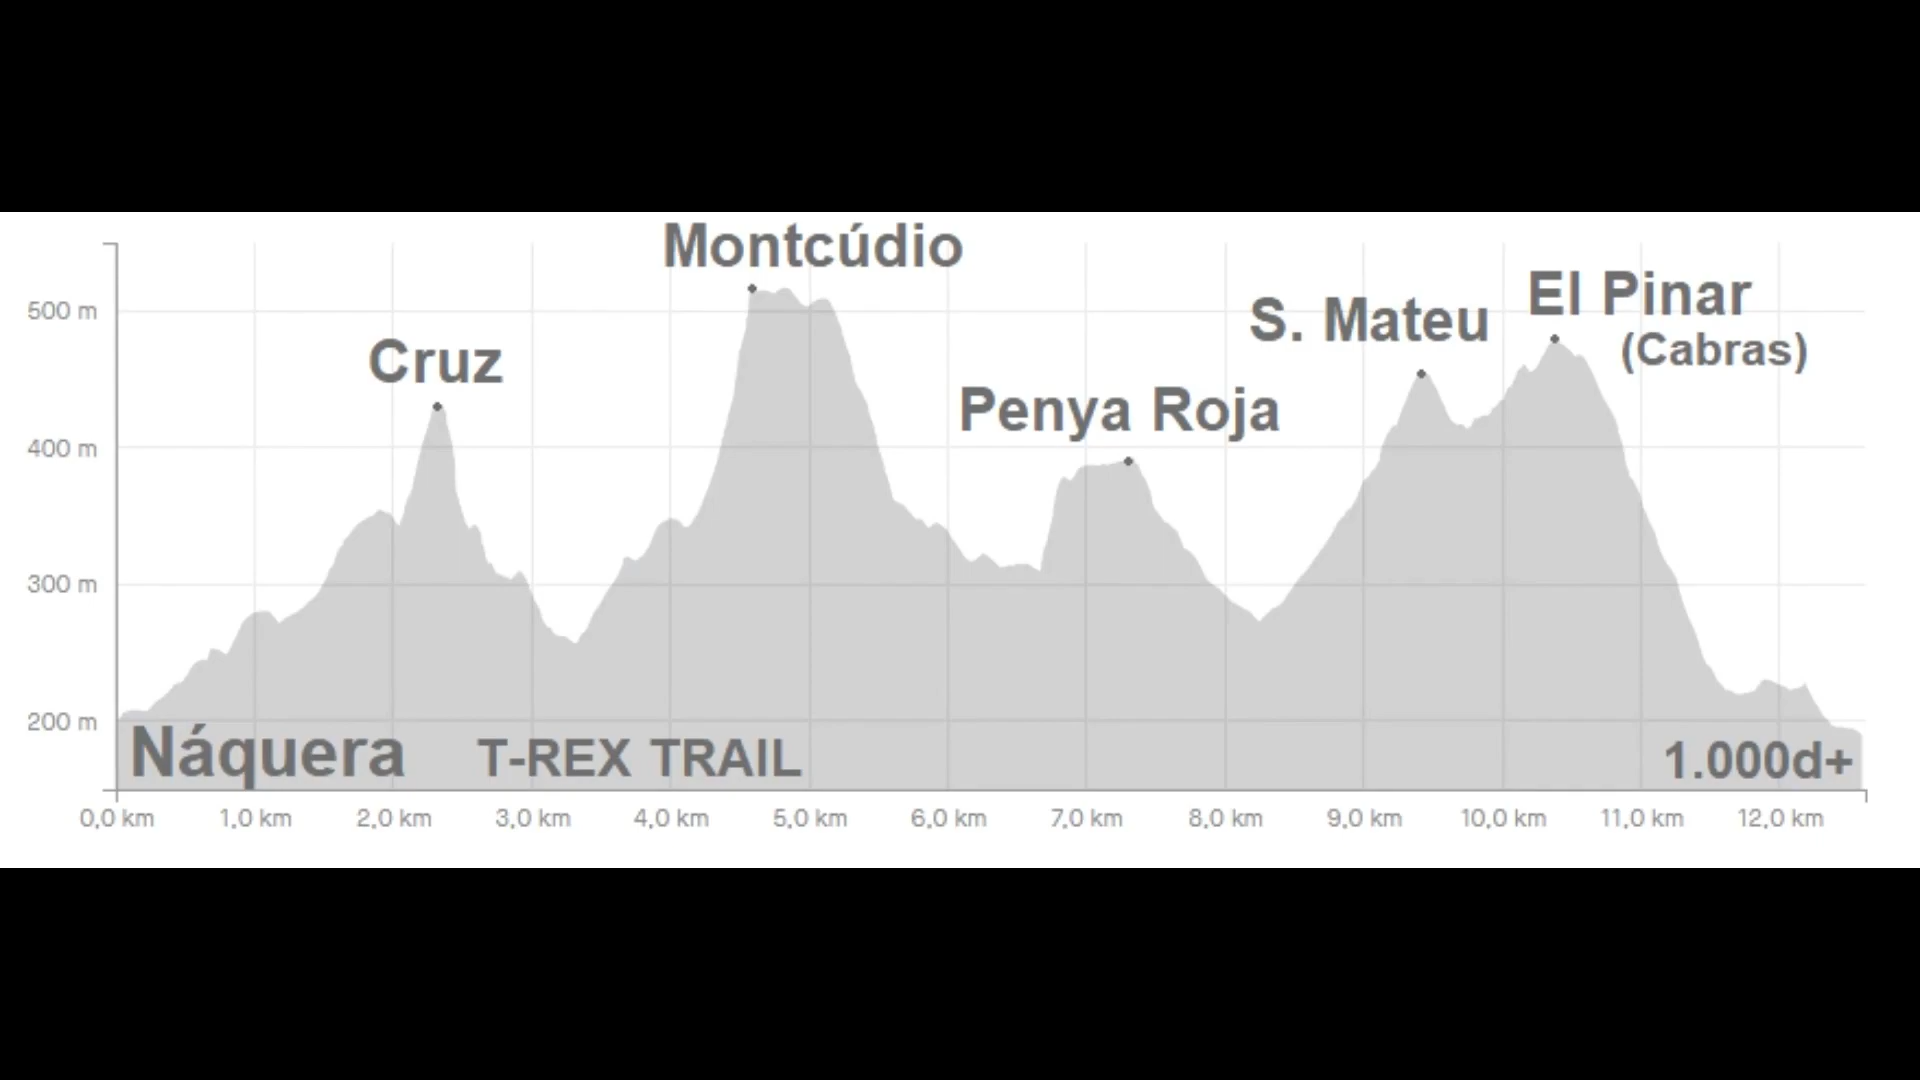 Montcúdio
El Pinar
(Cabras)
S. Mateu
Cruz
Penya Roja
500 m
400 m
300 m
200 m
Náquera
T-REX TRAIL
1.000d+
0,0 km 1,0 km 2,0 km 3,0 km 4,0 km 5,0 km 6,0 km 7,0 km 8,0 km 9,0 km 10,0 km 11,0 km 12,0 km